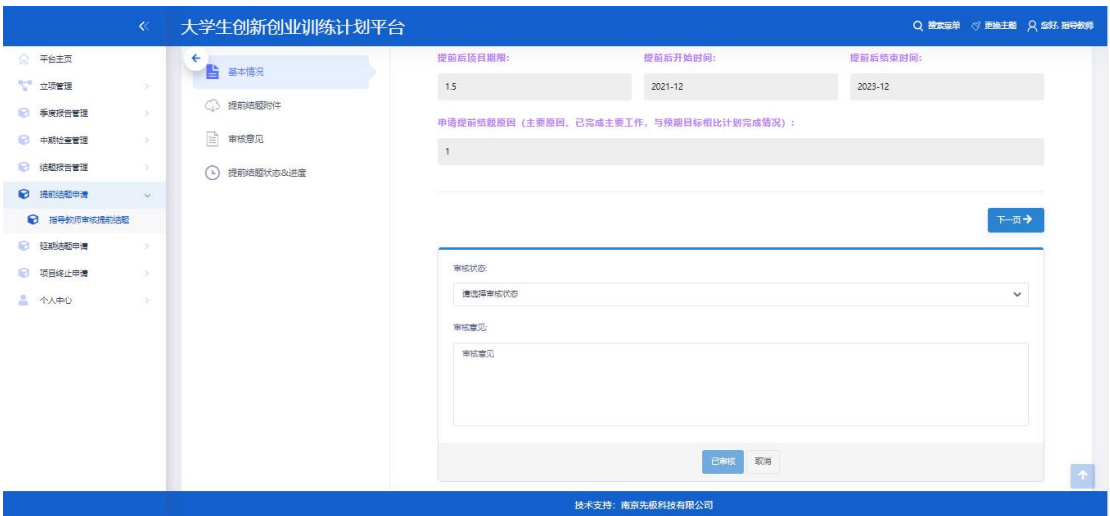 大学生创新创业训练计划平台
搜索菜单 更换主题 您好, 指导教师
平台主页
立项管理
季度报告管理
中期检查管理
结题报告管理
提前结题申请
指导教师审核提前结题
延期结题申请
项目终止申请
个人中心
基本情况
提前结题附件
审核意见
提前结题状态&进度
提前后项目期限: 提前后开始时间: 提前后结束时间:
1.5 2021-12 2023-12
申请提前结题原因（主要原因、已完成主要工作，与预期目标相比计划完成情况）:
1
下一页
审核状态:
请选择审核状态
审核意见:
审核意见
已审核 取消
技术支持：南京先极科技有限公司